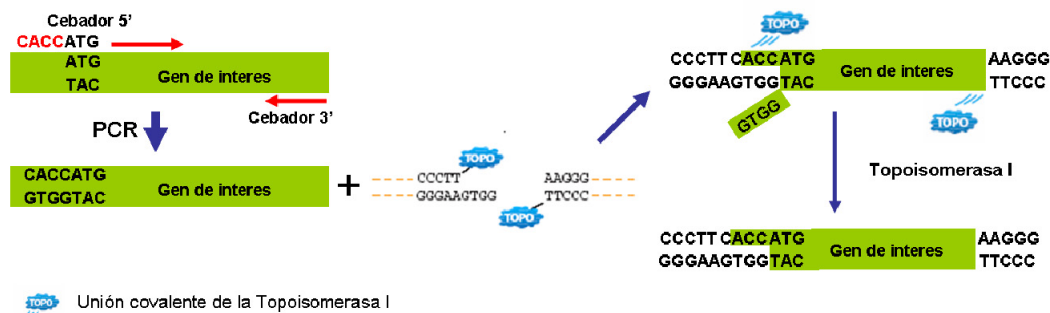 Cebador 5’
CACCATG
ATG
TAC
Gen de interes
Cebador 3’
PCR
CACCATG
GTGGTAC
Gen de interes
+
TOPO
CCCTT
GGGAAGTGG
AAGGG
TTCCC
TOPO
TOPO
CCCTT CACCATG
GGGAAGTGGTAC
Gen de interes
AAGGG
TTCCC
GTGG
TOPO
Topoisomerasa I
CCCTT CACCATG
GGGAAGTGGTAC
Gen de interes
AAGGG
TTCCC
TOPO Unión covalente de la Topoisomerasa I